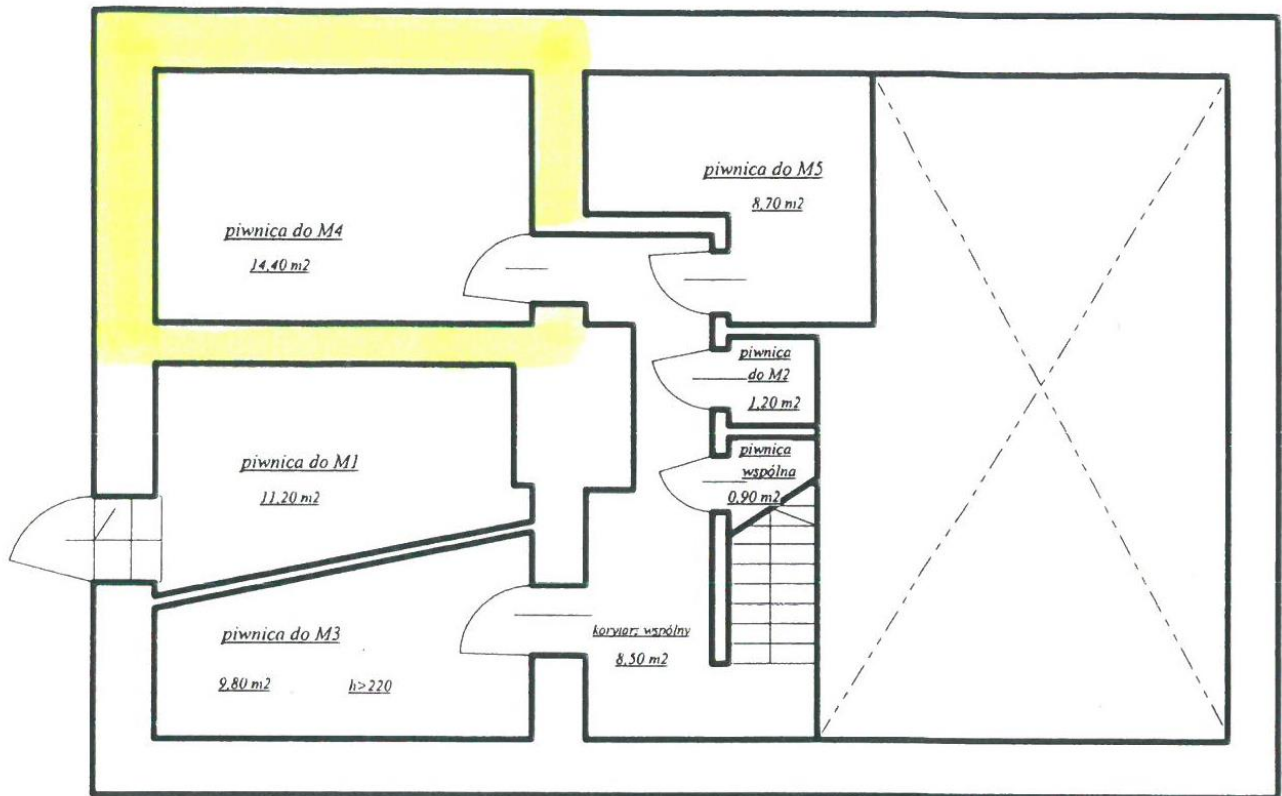 piwnica do M5
8,70 m2
piwnica do M4
14,40 m2
piwnica
do M2
1,20 m2
piwnica
wspólna
0,90 m2
piwnica do M1
11,20 m2
piwnica do M3
9,80 m2 h>220
korytarz wspólny
8,50 m2